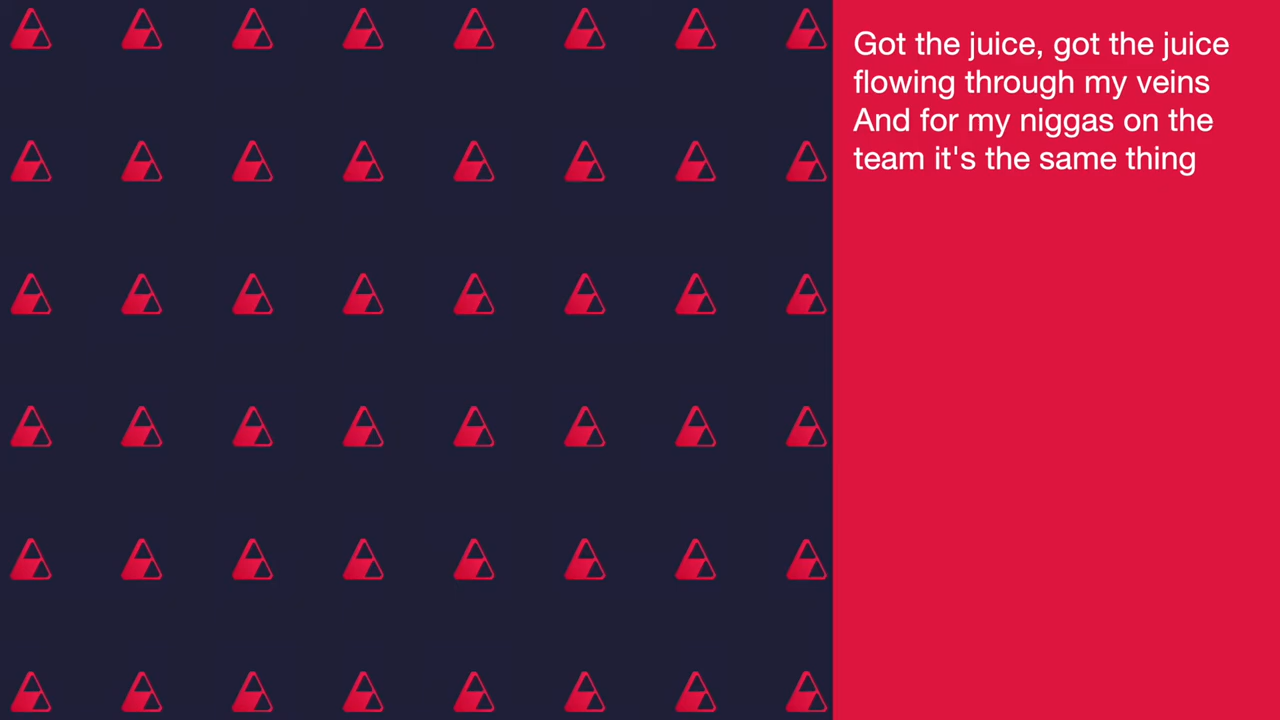 Got the juice, got the juice
flowing through my veins
And for my niggas on the
team it's the same thing